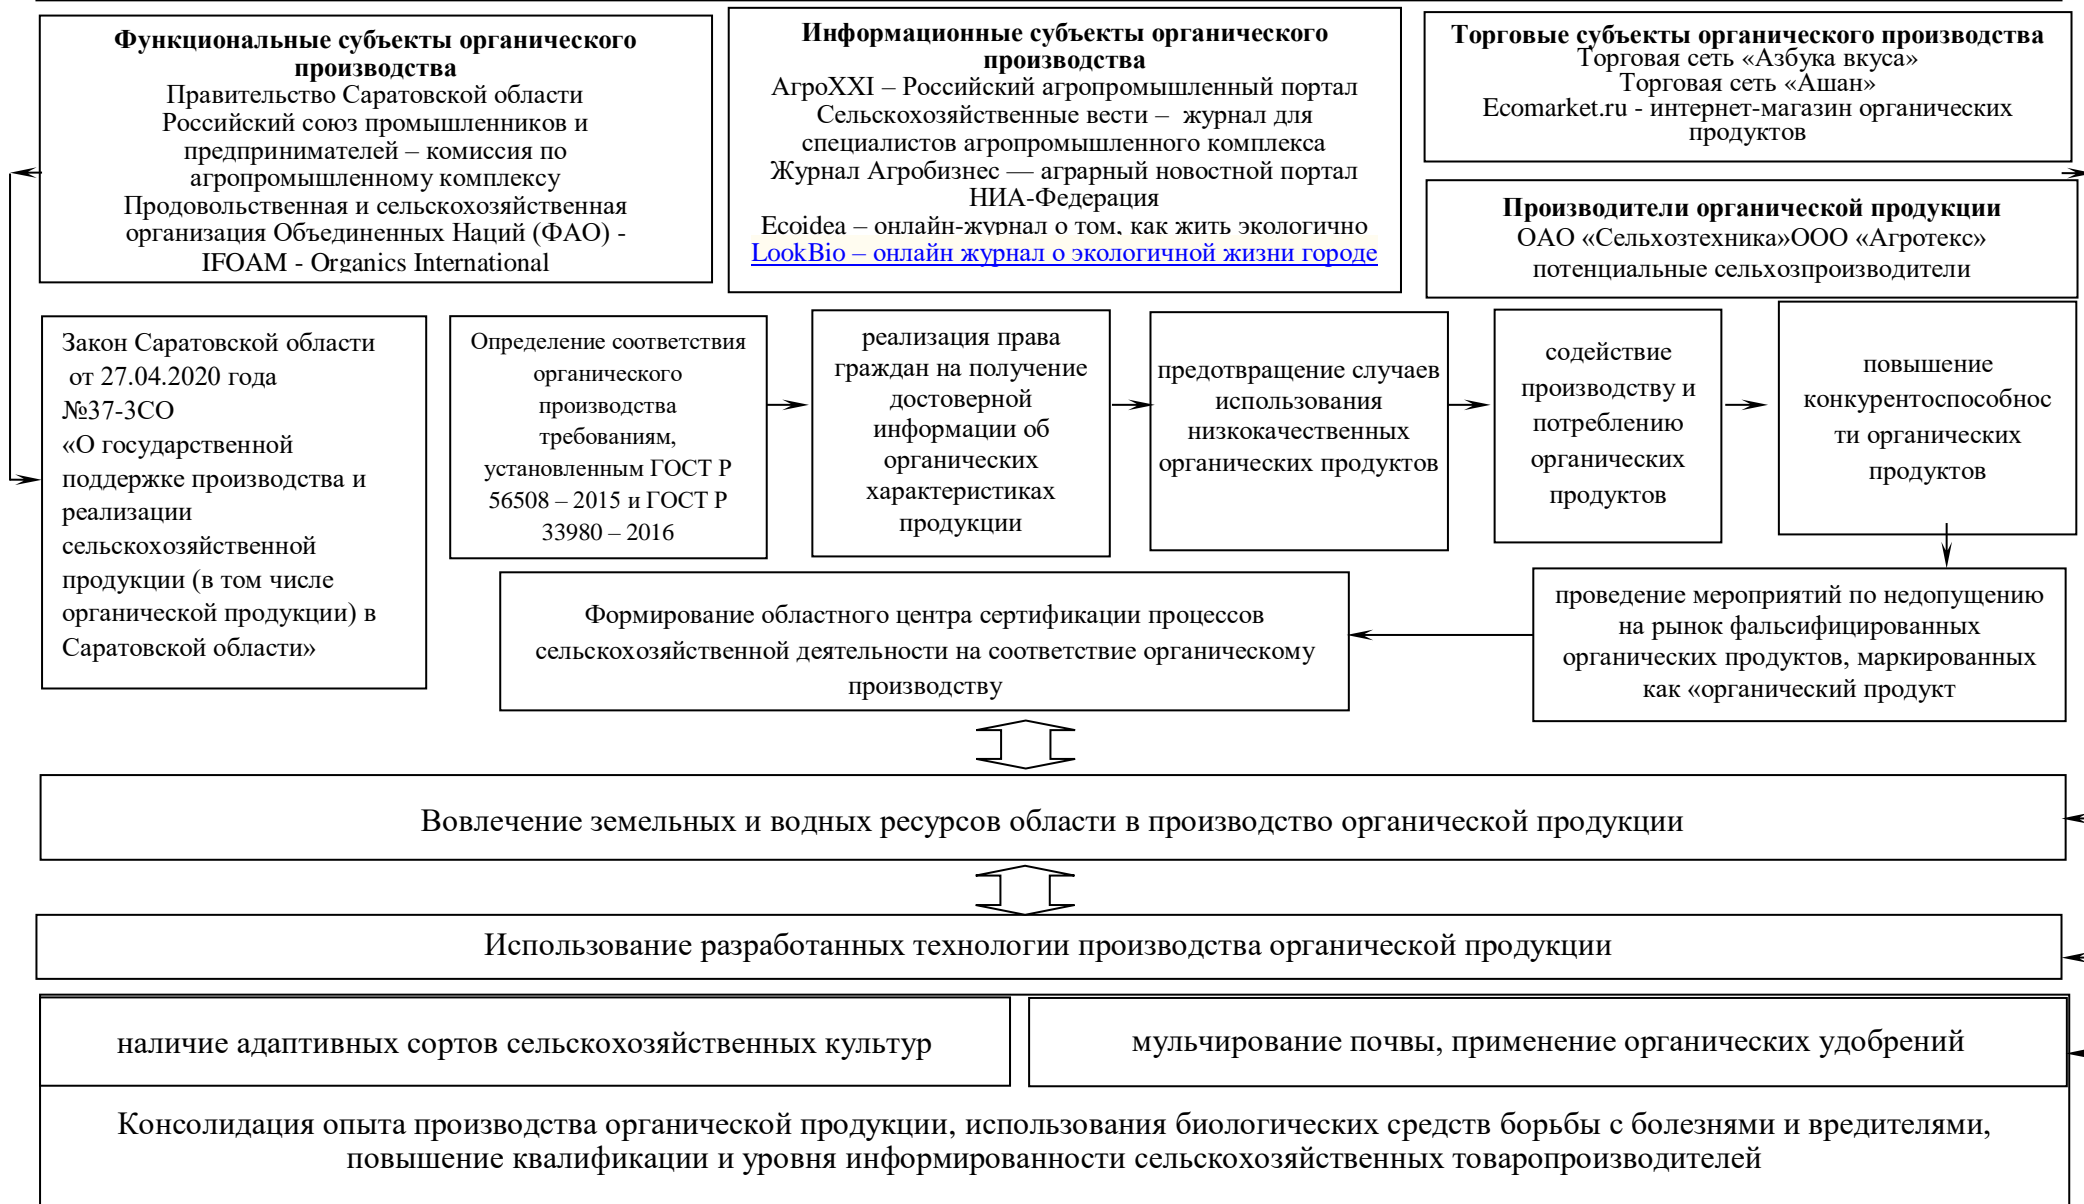 Функциональные субъекты органического
производства
Правительство Саратовской области
Российский союз промышленников и
предпринимателей – комиссия по
агропромышленному комплексу
Продовольственная и сельскохозяйственная
организация Объединенных Наций (ФАО) -
IFOAM - Organics International
Информационные субъекты органического
производства
АгроXXI – Российский агропромышленный портал
Сельскохозяйственные вести – журнал для
специалистов агропромышленного комплекса
Журнал Агробизнес — аграрный новостной портал
НИА-Федерация
Ecoidea – онлайн-журнал о том, как жить экологично
LookBio – онлайн журнал о экологичной жизни городе
Торговые субъекты органического производства
Торговая сеть «Азбука вкуса»
Торговая сеть «Ашан»
Ecomarket.ru - интернет-магазин органических
продуктов
Производители органической продукции
ОАО «Сельхозтехника»ООО «Агротекс»
потенциальные сельхозпроизводители
Закон Саратовской области
от 27.04.2020 года
№37-ЗСО
«О государственной
поддержке производства и
реализации
сельскохозяйственной
продукции (в том числе
органической продукции) в
Саратовской области»
Определение соответствия
органического
производства
требованиям,
установленным ГОСТ Р
56508 – 2015 и ГОСТ Р
33980 – 2016
реализация права
граждан на получение
достоверной
информации об
органических
характеристиках
продукции
предотвращение случаев
использования
низкокачественных
органических продуктов
содействие
производству и
потреблению
органических
продуктов
повышение
конкурентоспособнос
ти органических
продуктов
проведение мероприятий по недопущению
на рынок фальсифицированных
органических продуктов, маркированных
как «органический продукт
Формирование областного центра сертификации процессов
сельскохозяйственной деятельности на соответствие органическому
производству
Вовлечение земельных и водных ресурсов области в производство органической продукции
Использование разработанных технологии производства органической продукции
наличие адаптивных сортов сельскохозяйственных культур
мульчирование почвы, применение органических удобрений
Консолидация опыта производства органической продукции, использования биологических средств борьбы с болезнями и вредителями,
повышение квалификации и уровня информированности сельскохозяйственных товаропроизводителей